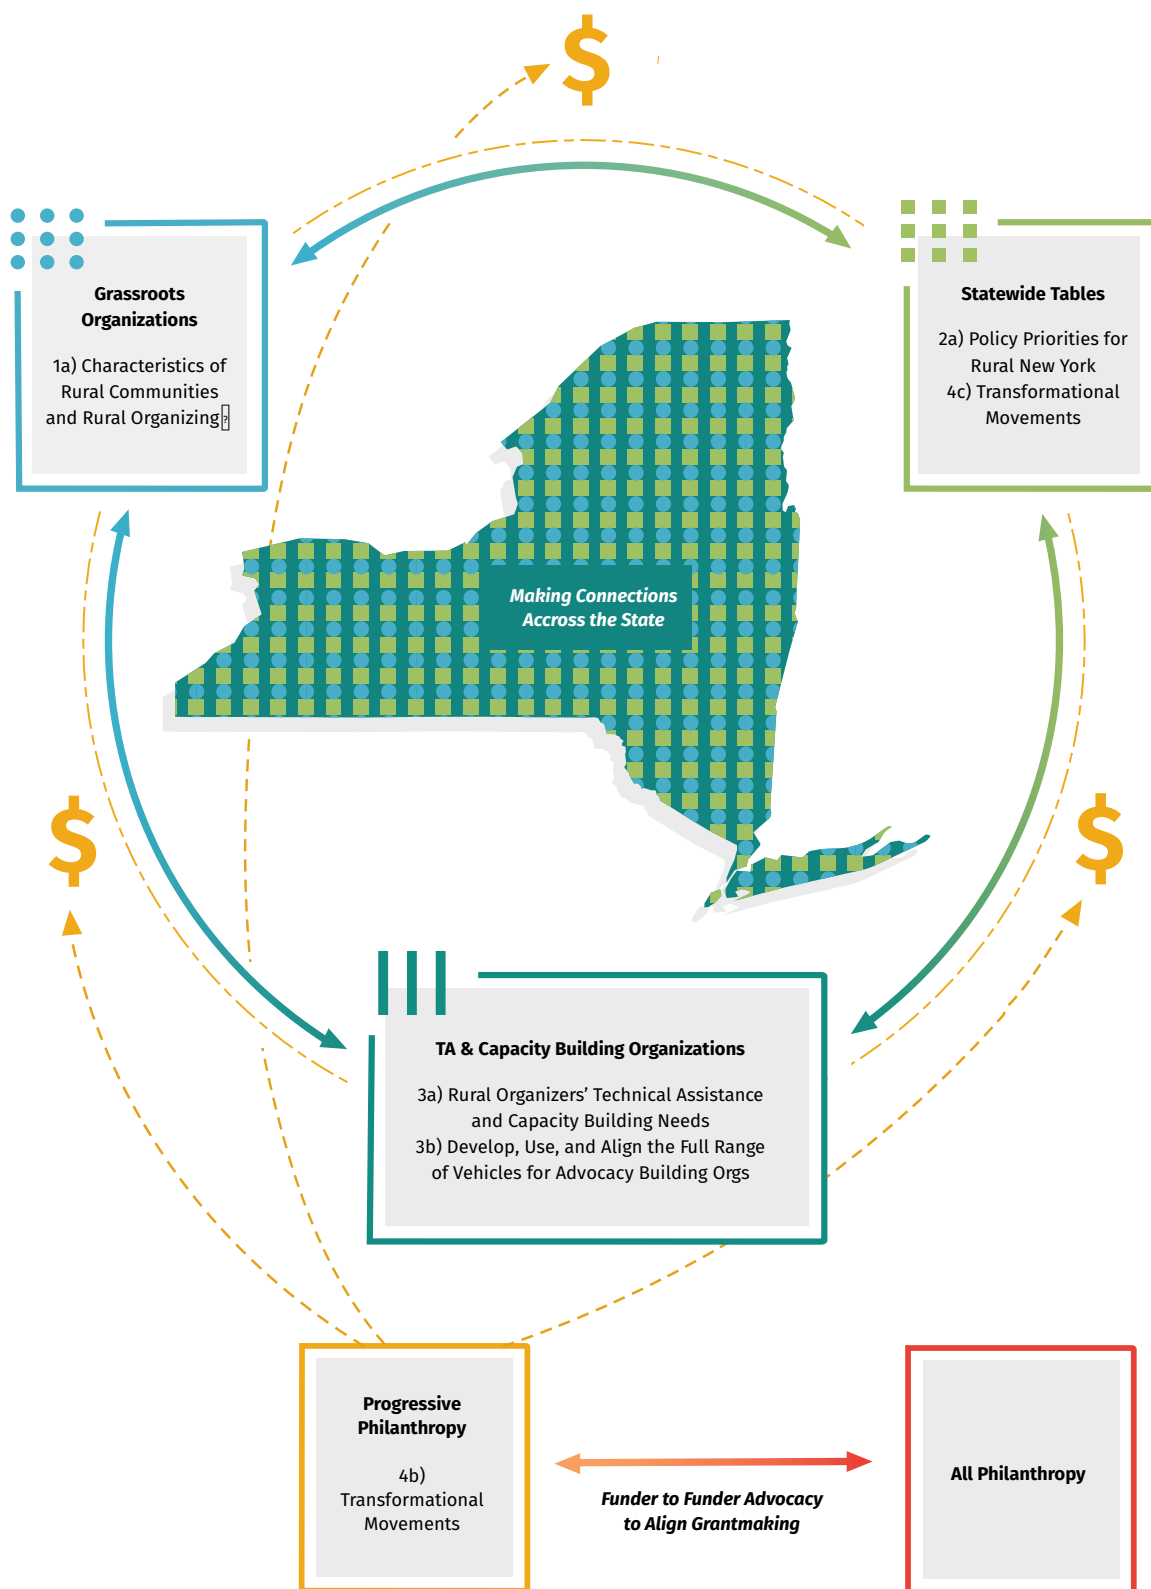 $
Grassroots
Organizations
1a) Characteristics of
Rural Communities
and Rural Organizing
Statewide Tables
2a) Policy Priorities for
Rural New York
4c) Transformational
Movements
Making Connections
Accross the State
$
$
TA & Capacity Building Organizations
3a) Rural Organizers’ Technical Assistance
and Capacity Building Needs
3b) Develop, Use, and Align the Full Range
of Vehicles for Advocacy Building Orgs
Progressive
Philanthropy
4b)
Transformational
Movements
Funder to Funder Advocacy
to Align Grantmaking
All Philanthropy